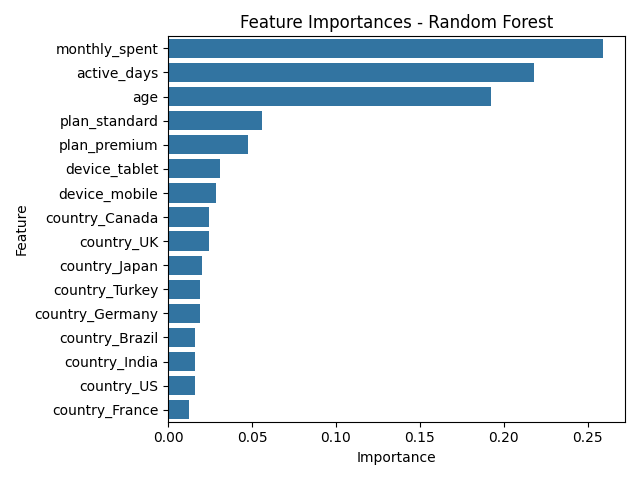 Feature Importances - Random Forest
Feature
monthly_spent
active_days
age
plan_standard
plan_premium
device_tablet
device_mobile
country_Canada
country_UK
country_Japan
country_Turkey
country_Germany
country_Brazil
country_India
country_US
country_France
0.00 0.05 0.10 0.15 0.20 0.25
Importance